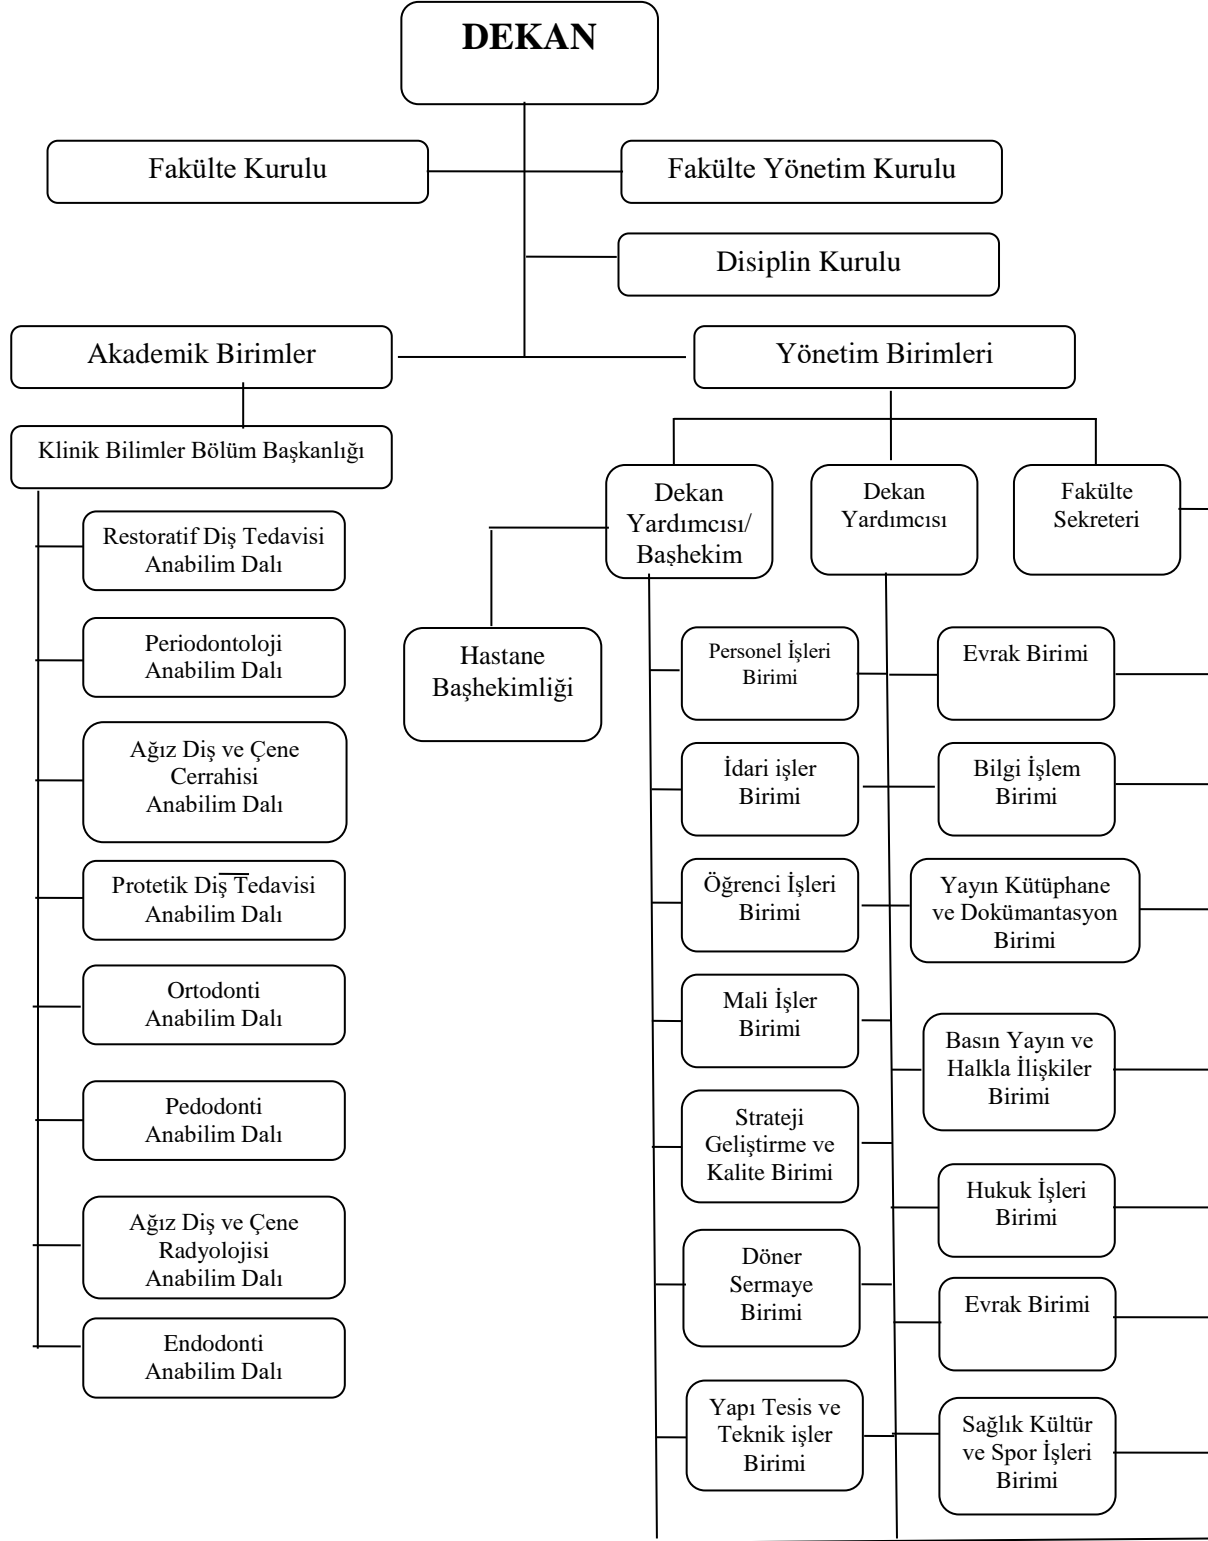 DEKAN
Fakülte Kurulu
Fakülte Yönetim Kurulu
Disiplin Kurulu
Akademik Birimler
Yönetim Birimleri
Klinik Bilimler Bölüm Başkanlığı
Restoratif Diş Tedavisi
Anabilim Dalı
Periodontoloji
Anabilim Dalı
Ağız Diş ve Çene
Cerrahisi
Anabilim Dalı
Protetik Diş Tedavisi
Anabilim Dalı
Ortodonti
Anabilim Dalı
Pedodonti
Anabilim Dalı
Ağız Diş ve Çene
Radyolojisi
Anabilim Dalı
Endodonti
Anabilim Dalı
Dekan
Yardımcısı/
Başhekim
Dekan
Yardımcısı
Fakülte
Sekreteri
Hastane
Başhekimliği
Personel İşleri
Birimi
İdari işler
Birimi
Öğrenci İşleri
Birimi
Mali İşler
Birimi
Strateji
Geliştirme ve
Kalite Birimi
Döner
Sermaye
Birimi
Yapı Tesis ve
Teknik işler
Birimi
Evrak Birimi
Bilgi İşlem
Birimi
Yayın Kütüphane
ve Dokümantasyon
Birimi
Basın Yayın ve
Halkla İlişkiler
Birimi
Hukuk İşleri
Birimi
Evrak Birimi
Sağlık Kültür
ve Spor İşleri
Birimi